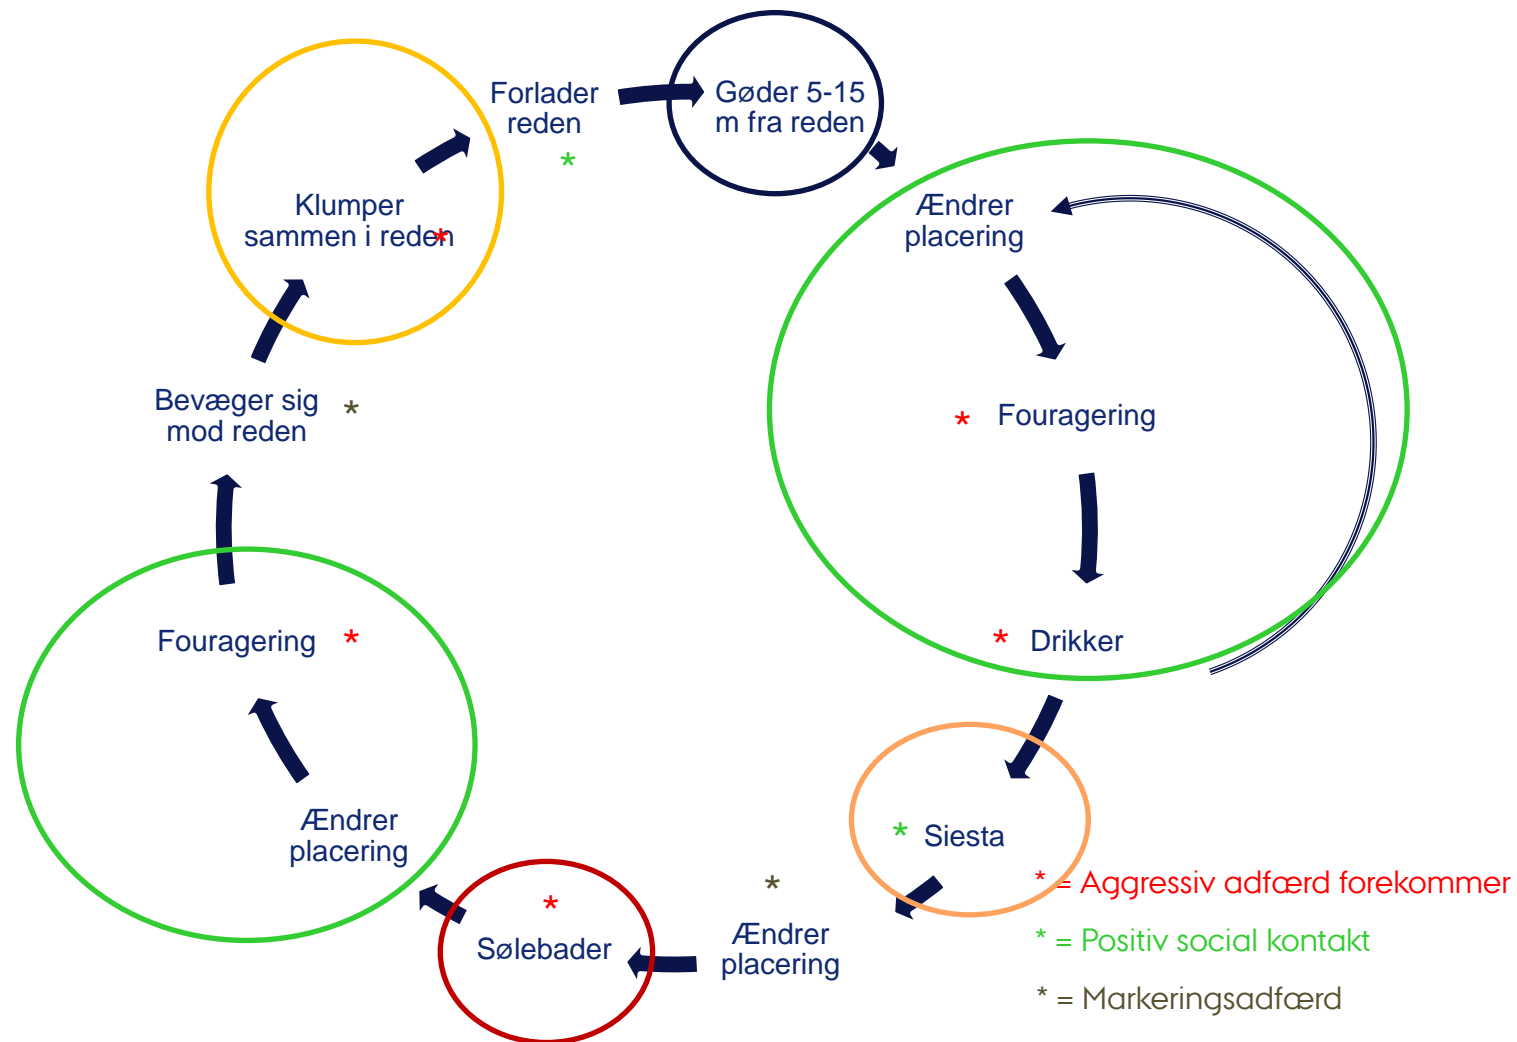 Forlader
reden
*
Gøder 5-15
m fra reden
Ændrer
placering
* Fouragering
* Drikker
* Siesta
*
Ændrer
placering
*
Sølebader
Ændrer
placering
Fouragering *
Bevæger sig *
mod reden
Klumper
sammen i reden *
* = Aggressiv adfærd forekommer
* = Positiv social kontakt
* = Markeringsadfærd